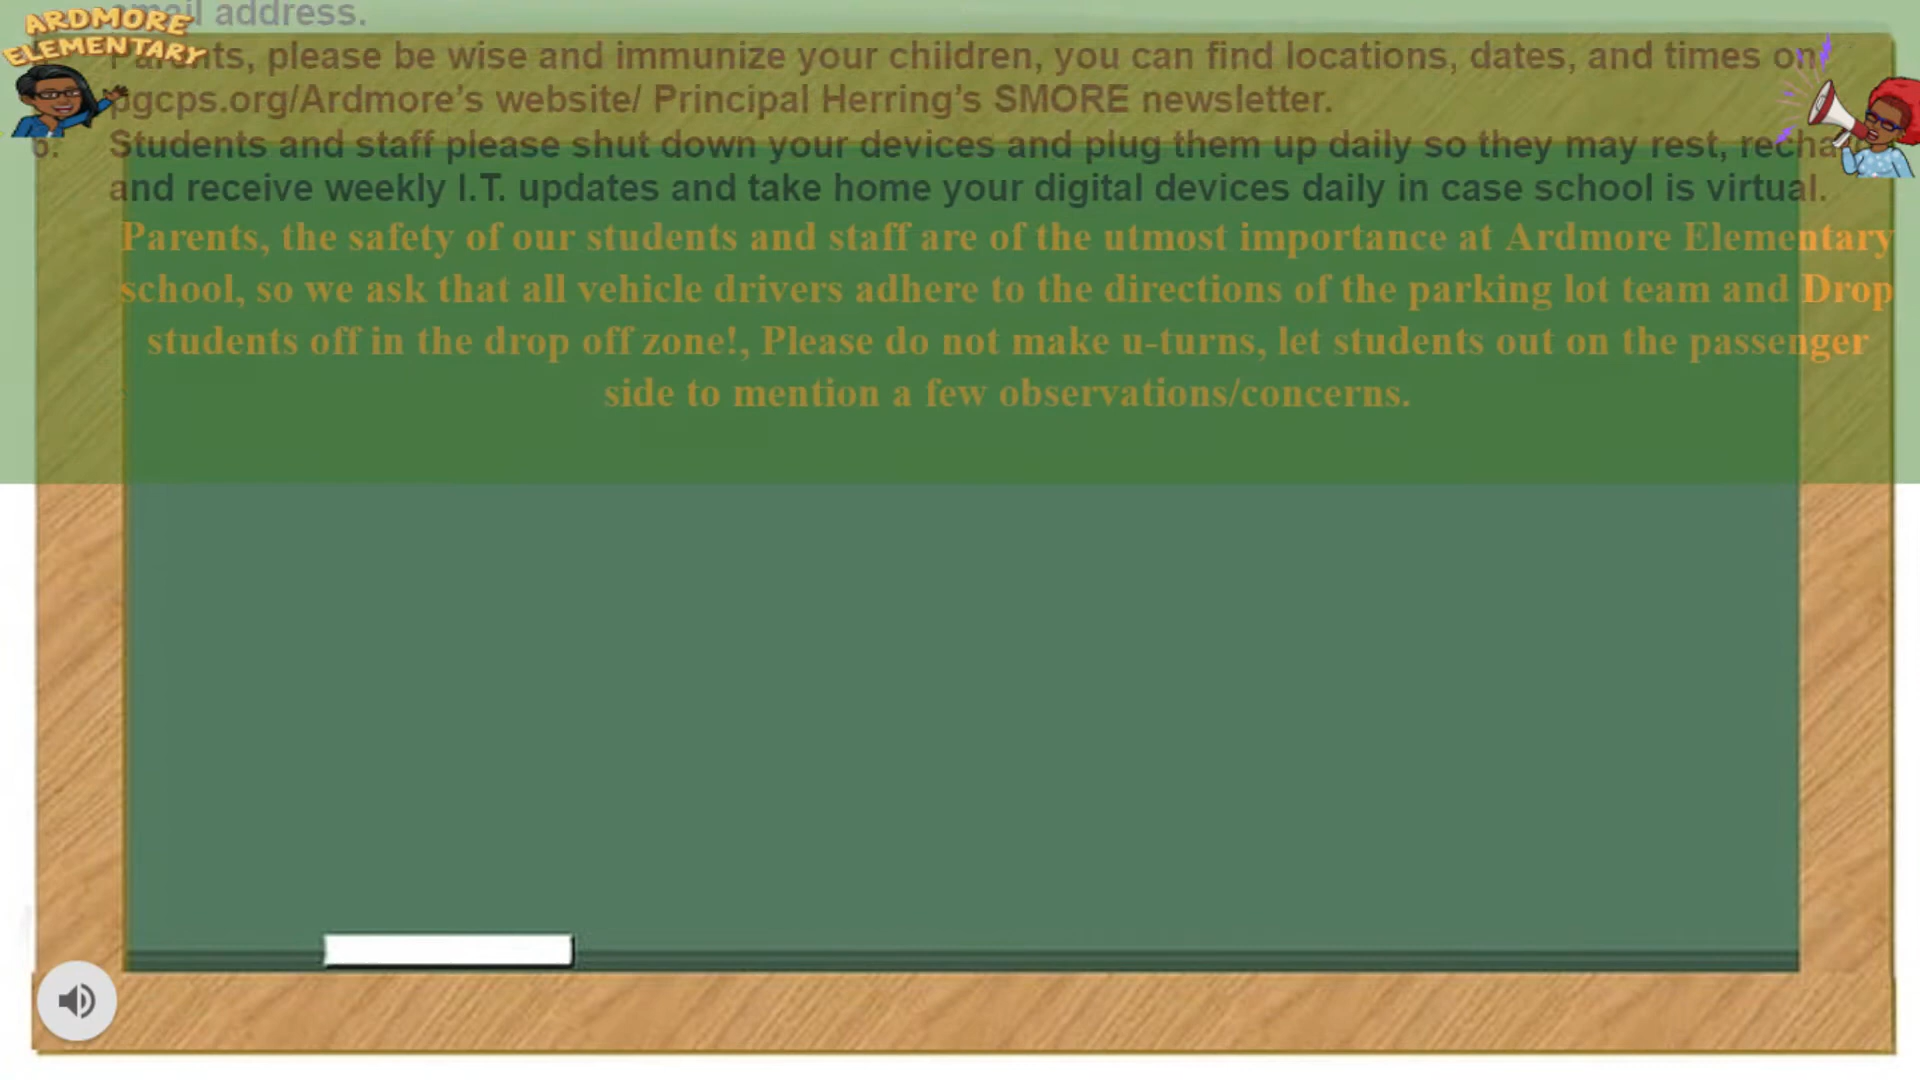 email address.
ARDMORE
ELEMENTARY
Parents, please be wise and immunize your children, you can find locations, dates, and times on
pgcps.org/Ardmore's website/ Principal Herring's SMORE newsletter.
6. Students and staff please shut down your devices and plug them up daily so they may rest,
and receive weekly I.T. updates and take home your digital devices daily in case school is virtual.
Parents, the safety of our students and staff are of the utmost importance at Ardmore Elementary
school, so we ask that all vehicle drivers adhere to the directions of the parking lot team and Drop
students off in the drop off zone!, Please do not make u-turns, let students out on the passenger
side to mention a few observations/concerns.